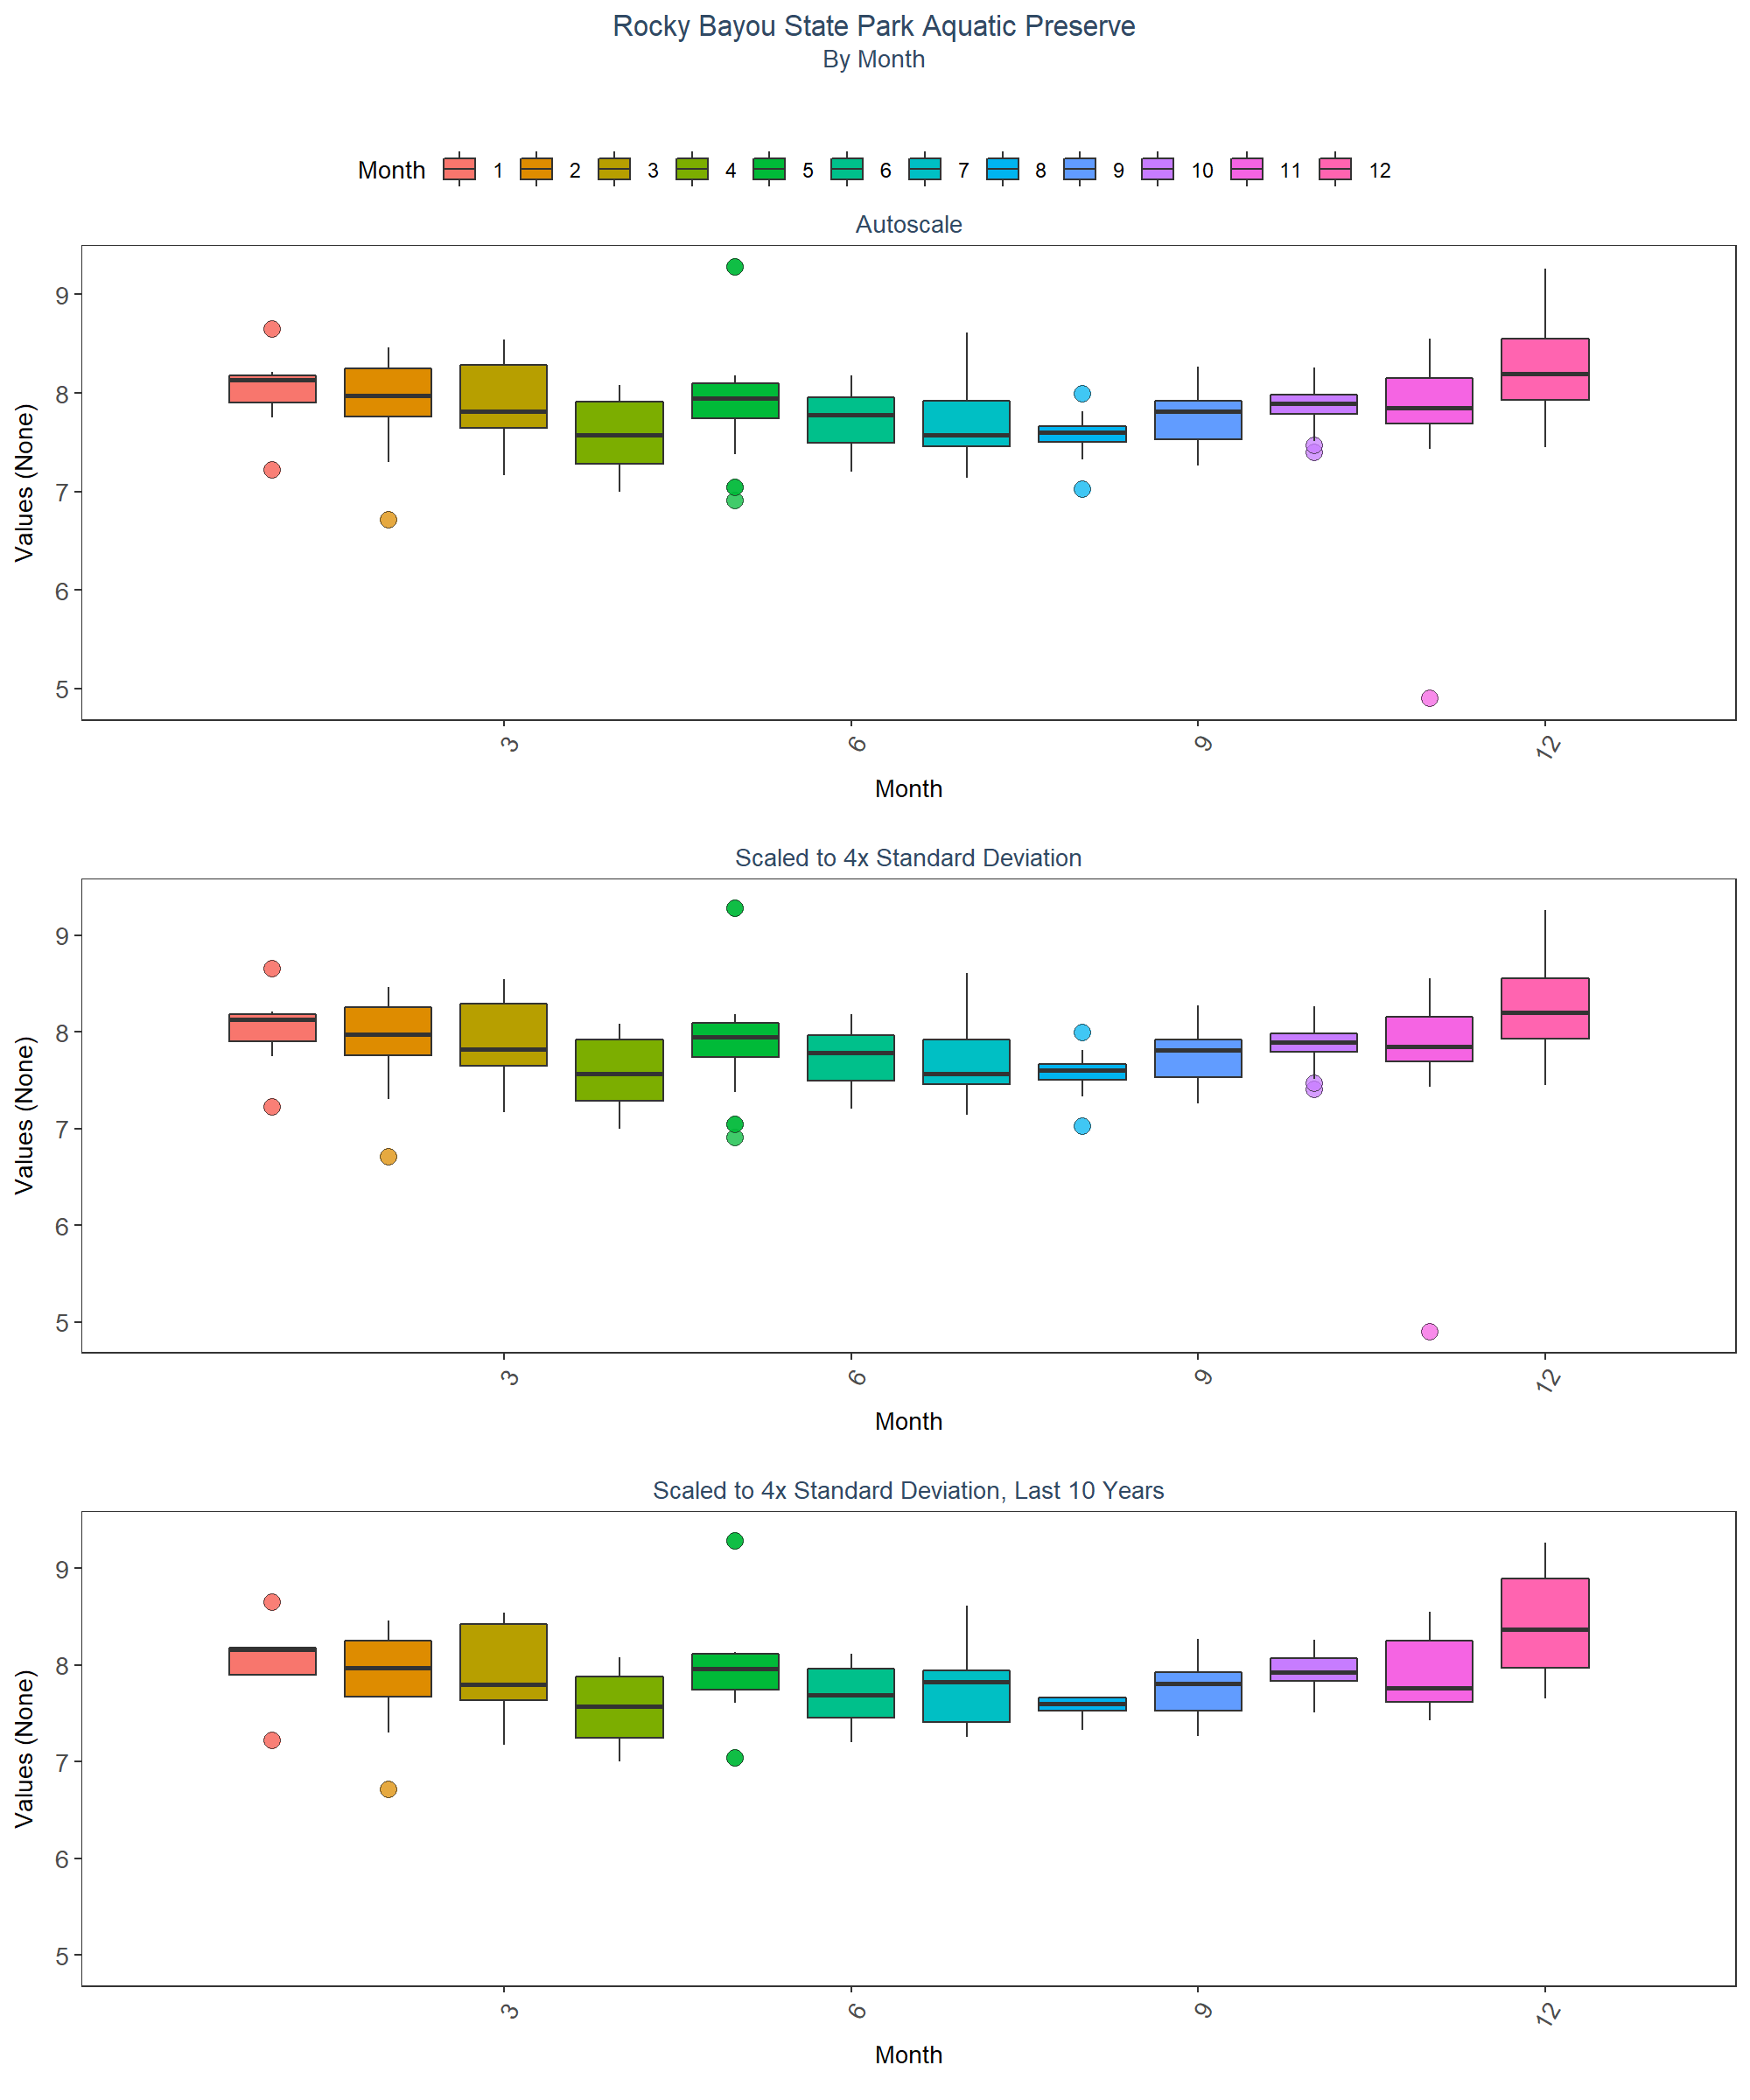 Rocky Bayou State Park Aquatic Preserve
By Month
Month 1 2 3 4 5 6 7 8 9 10 11 12
Autoscale
9
8
7
6
5
Values (None)
3 6 9 12
Month
Scaled to 4x Standard Deviation
9
8
7
6
5
Values (None)
3 6 9 12
Month
Scaled to 4x Standard Deviation, Last 10 Years
9
8
7
6
5
Values (None)
3 6 9 12
Month